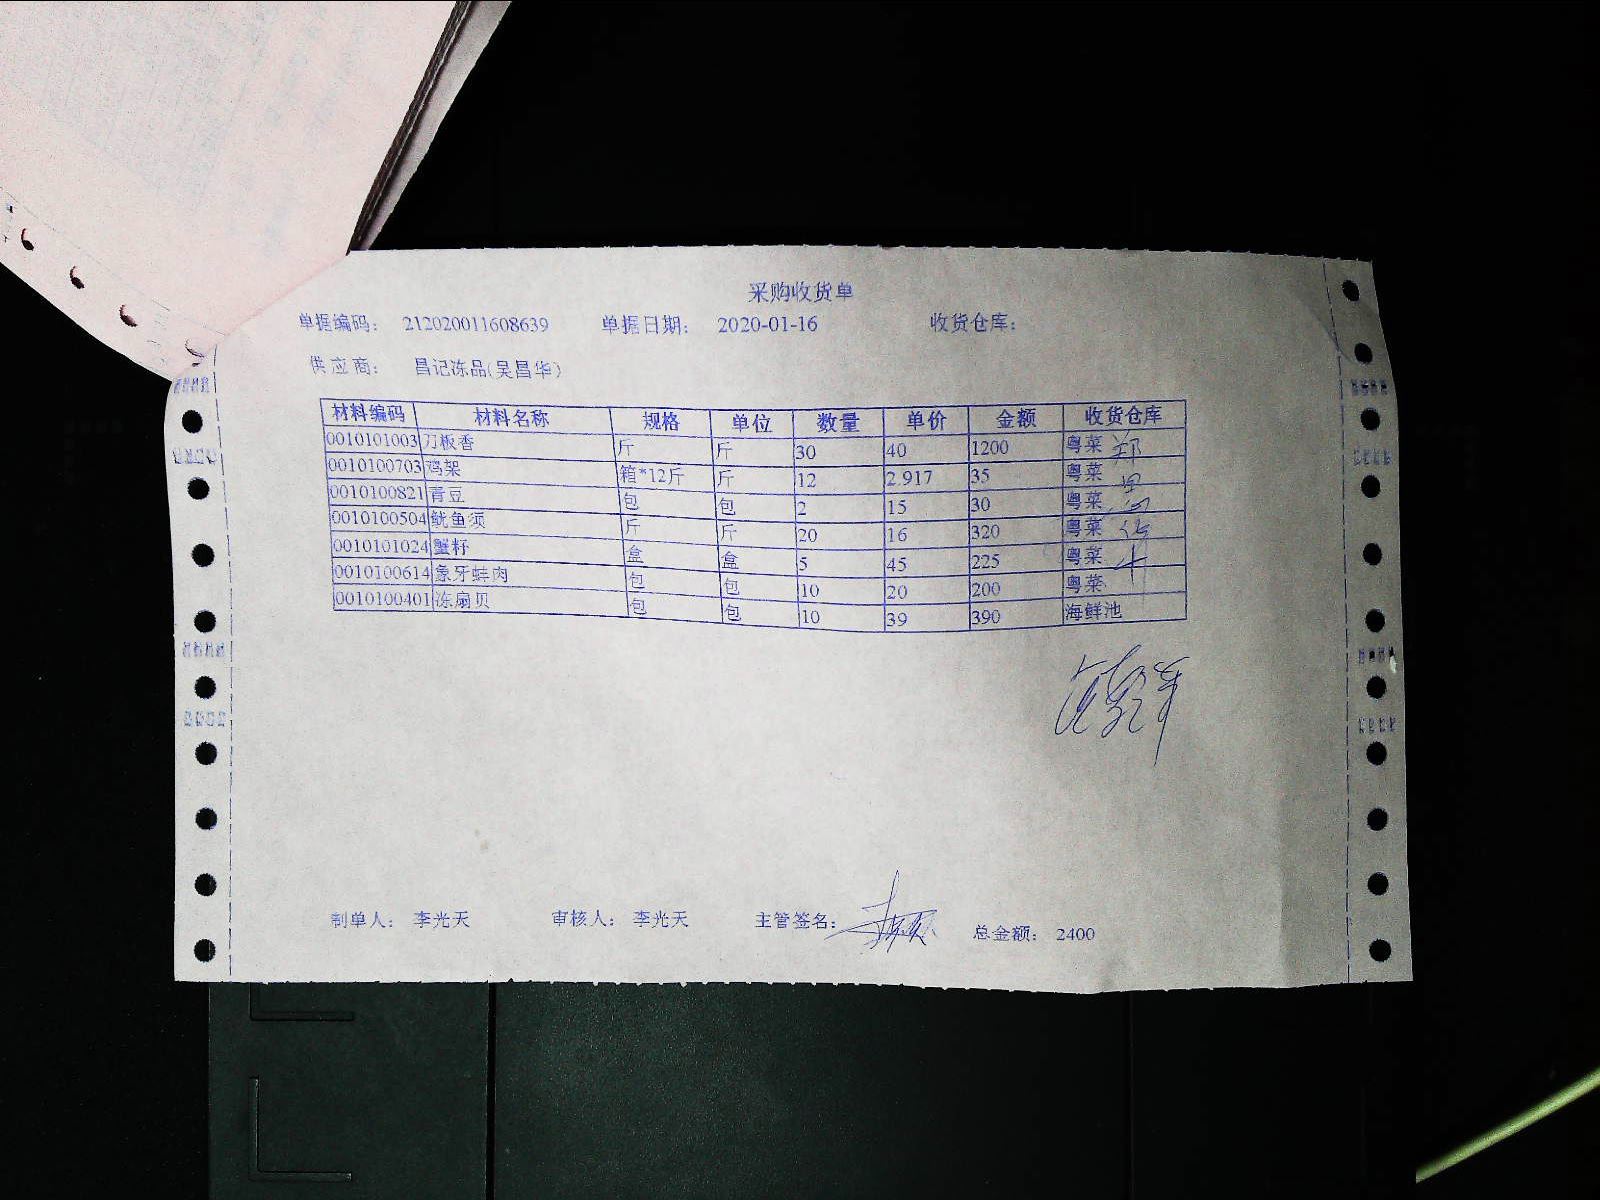 采购收货单
单据编码： 212020011608639 单据日期： 2020-01-16 收货仓库：
供应商： 昌记冻品(吴昌华)
材料编码 材料名称 规格 单位 数量 单价 金额 收货仓库
0010101003 刀板香 斤 斤 30 40 1200 粤菜
0010100703 鸡架 箱*12斤 斤 12 2.917 35 粤菜
0010100821 青豆 包 包 2 15 30 粤菜
0010100504 鱿鱼须 斤 斤 20 16 320 粤菜
0010101024 蟹籽 盒 盒 5 45 225 粤菜
0010100614 象牙蚌肉 包 包 10 20 200 粤菜
0010100401 冻扇贝 包 包 10 39 390 海鲜池
制单人： 李光天 审核人： 李光天 主管签名： 总金额： 2400